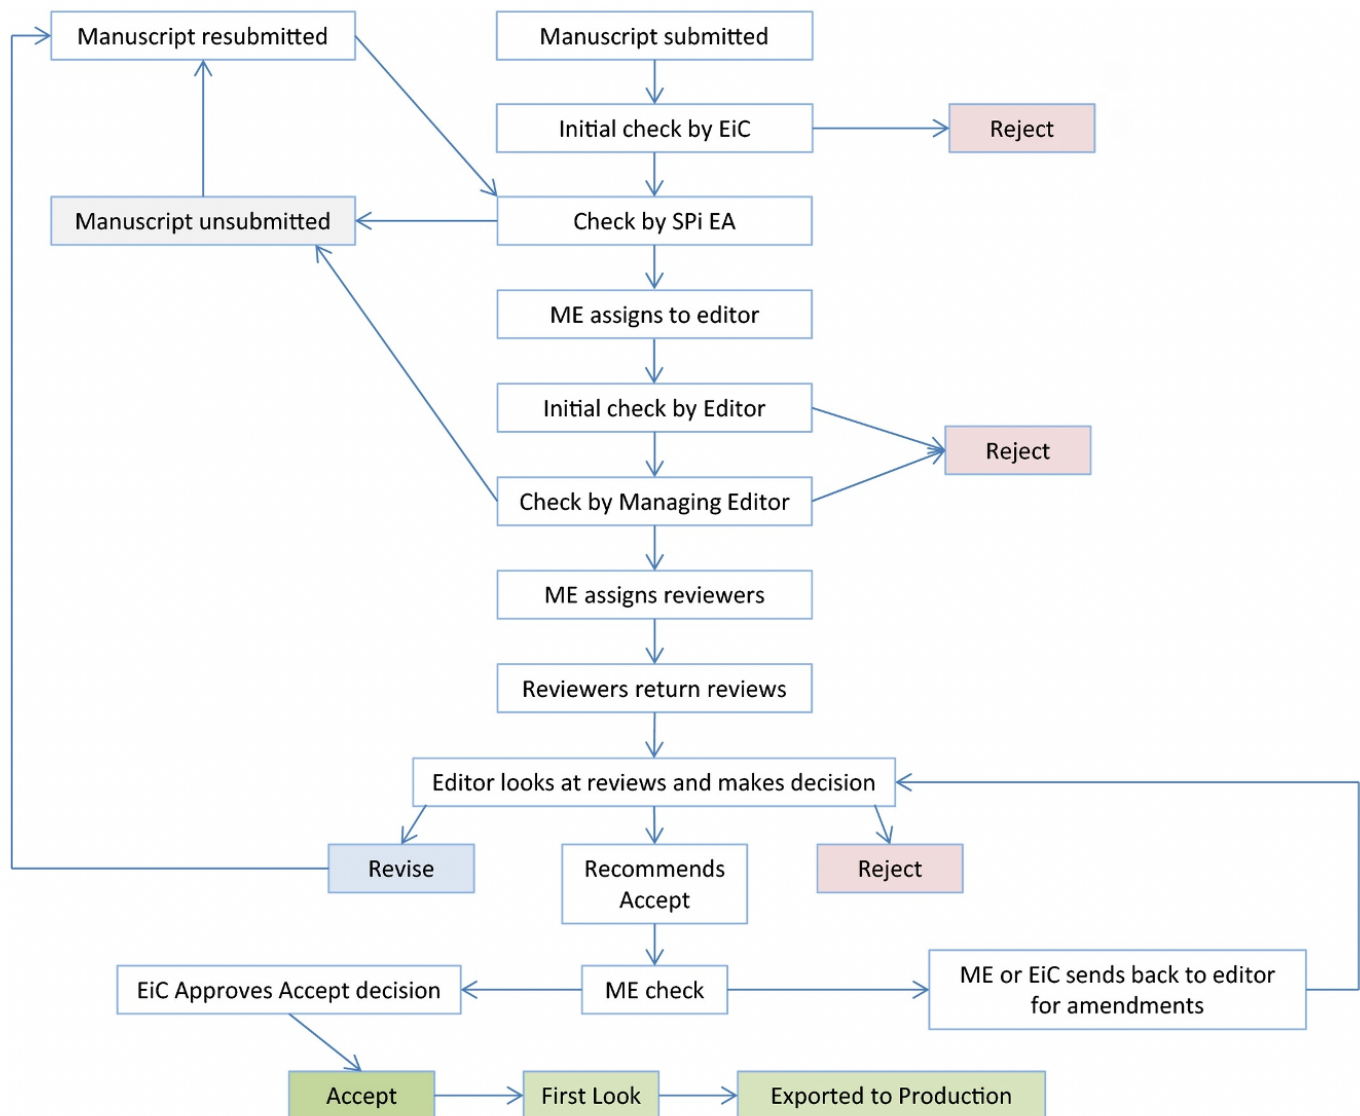 Manuscript resubmitted
Manuscript submitted
Initial check by EiC
Reject
Manuscript unsubmitted
Check by SPi EA
ME assigns to editor
Initial check by Editor
Reject
Check by Managing Editor
ME assigns reviewers
Reviewers return reviews
Editor looks at reviews and makes decision
Revise
Recommends
Accept
Reject
EiC Approves Accept decision
ME check
ME or EiC sends back to editor
for amendments
Accept
First Look
Exported to Production